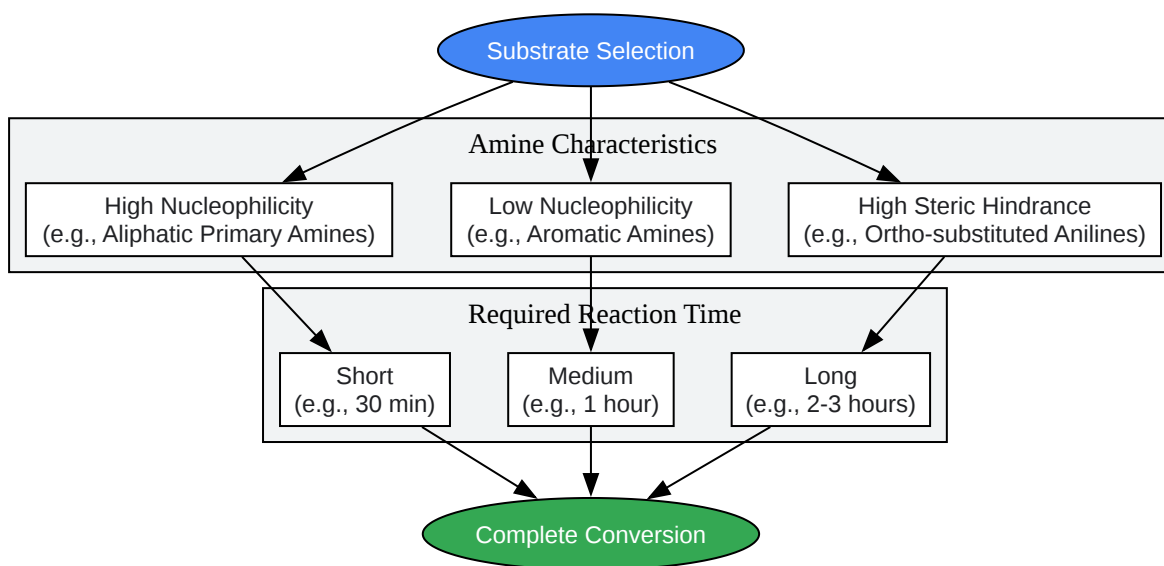 Substrate Selection
Amine Characteristics
High Nucleophilicity
(e.g., Aliphatic Primary Amines)
Low Nucleophilicity
(e.g., Aromatic Amines)
High Steric Hindrance
(e.g., Ortho-substituted Anilines)
Required Reaction Time
Short
(e.g., 30 min)
Medium
(e.g., 1 hour)
Long
(e.g., 2-3 hours)
Complete Conversion